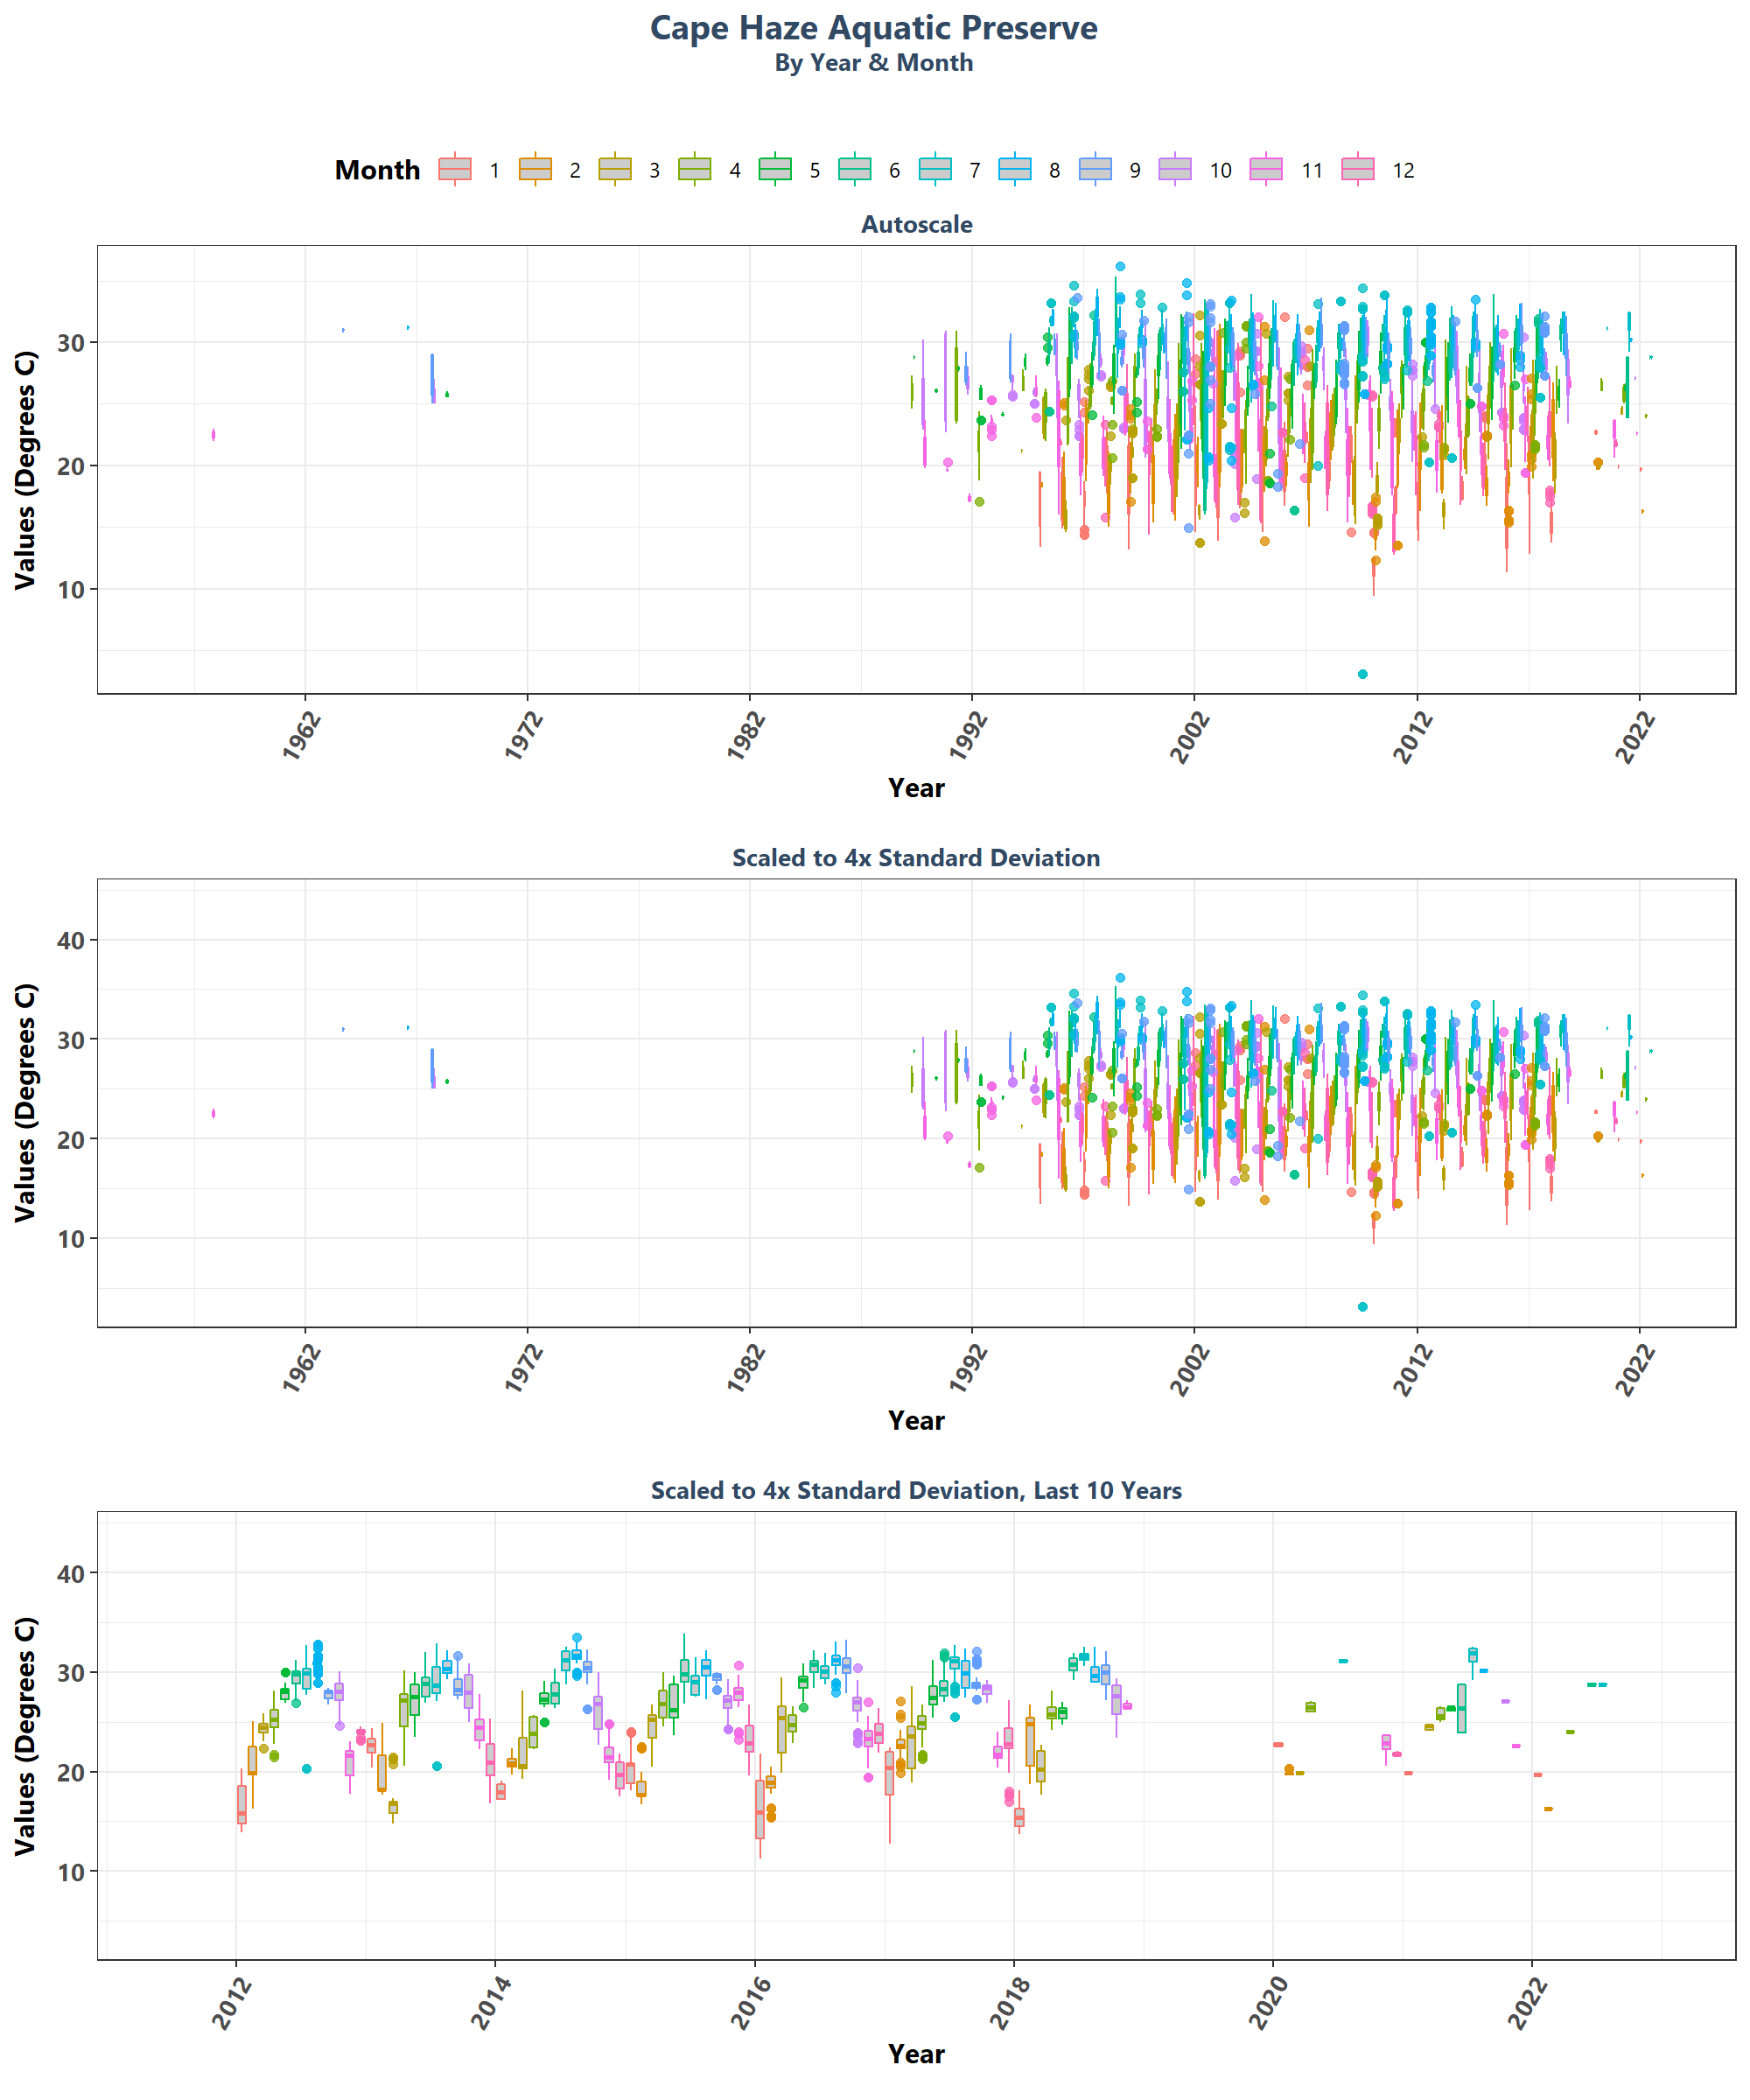 Cape Haze Aquatic Preserve
By Year & Month
Month 1 2 3 4 5 6 7 8 9 10 11 12
Autoscale
Values (Degrees C)
30
20
10
1962 1972 1982 1992 2002 2012 2022
Year
Scaled to 4x Standard Deviation
Values (Degrees C)
40
30
20
10
1962 1972 1982 1992 2002 2012 2022
Year
Scaled to 4x Standard Deviation, Last 10 Years
Values (Degrees C)
40
30
20
10
2012 2014 2016 2018 2020 2022
Year